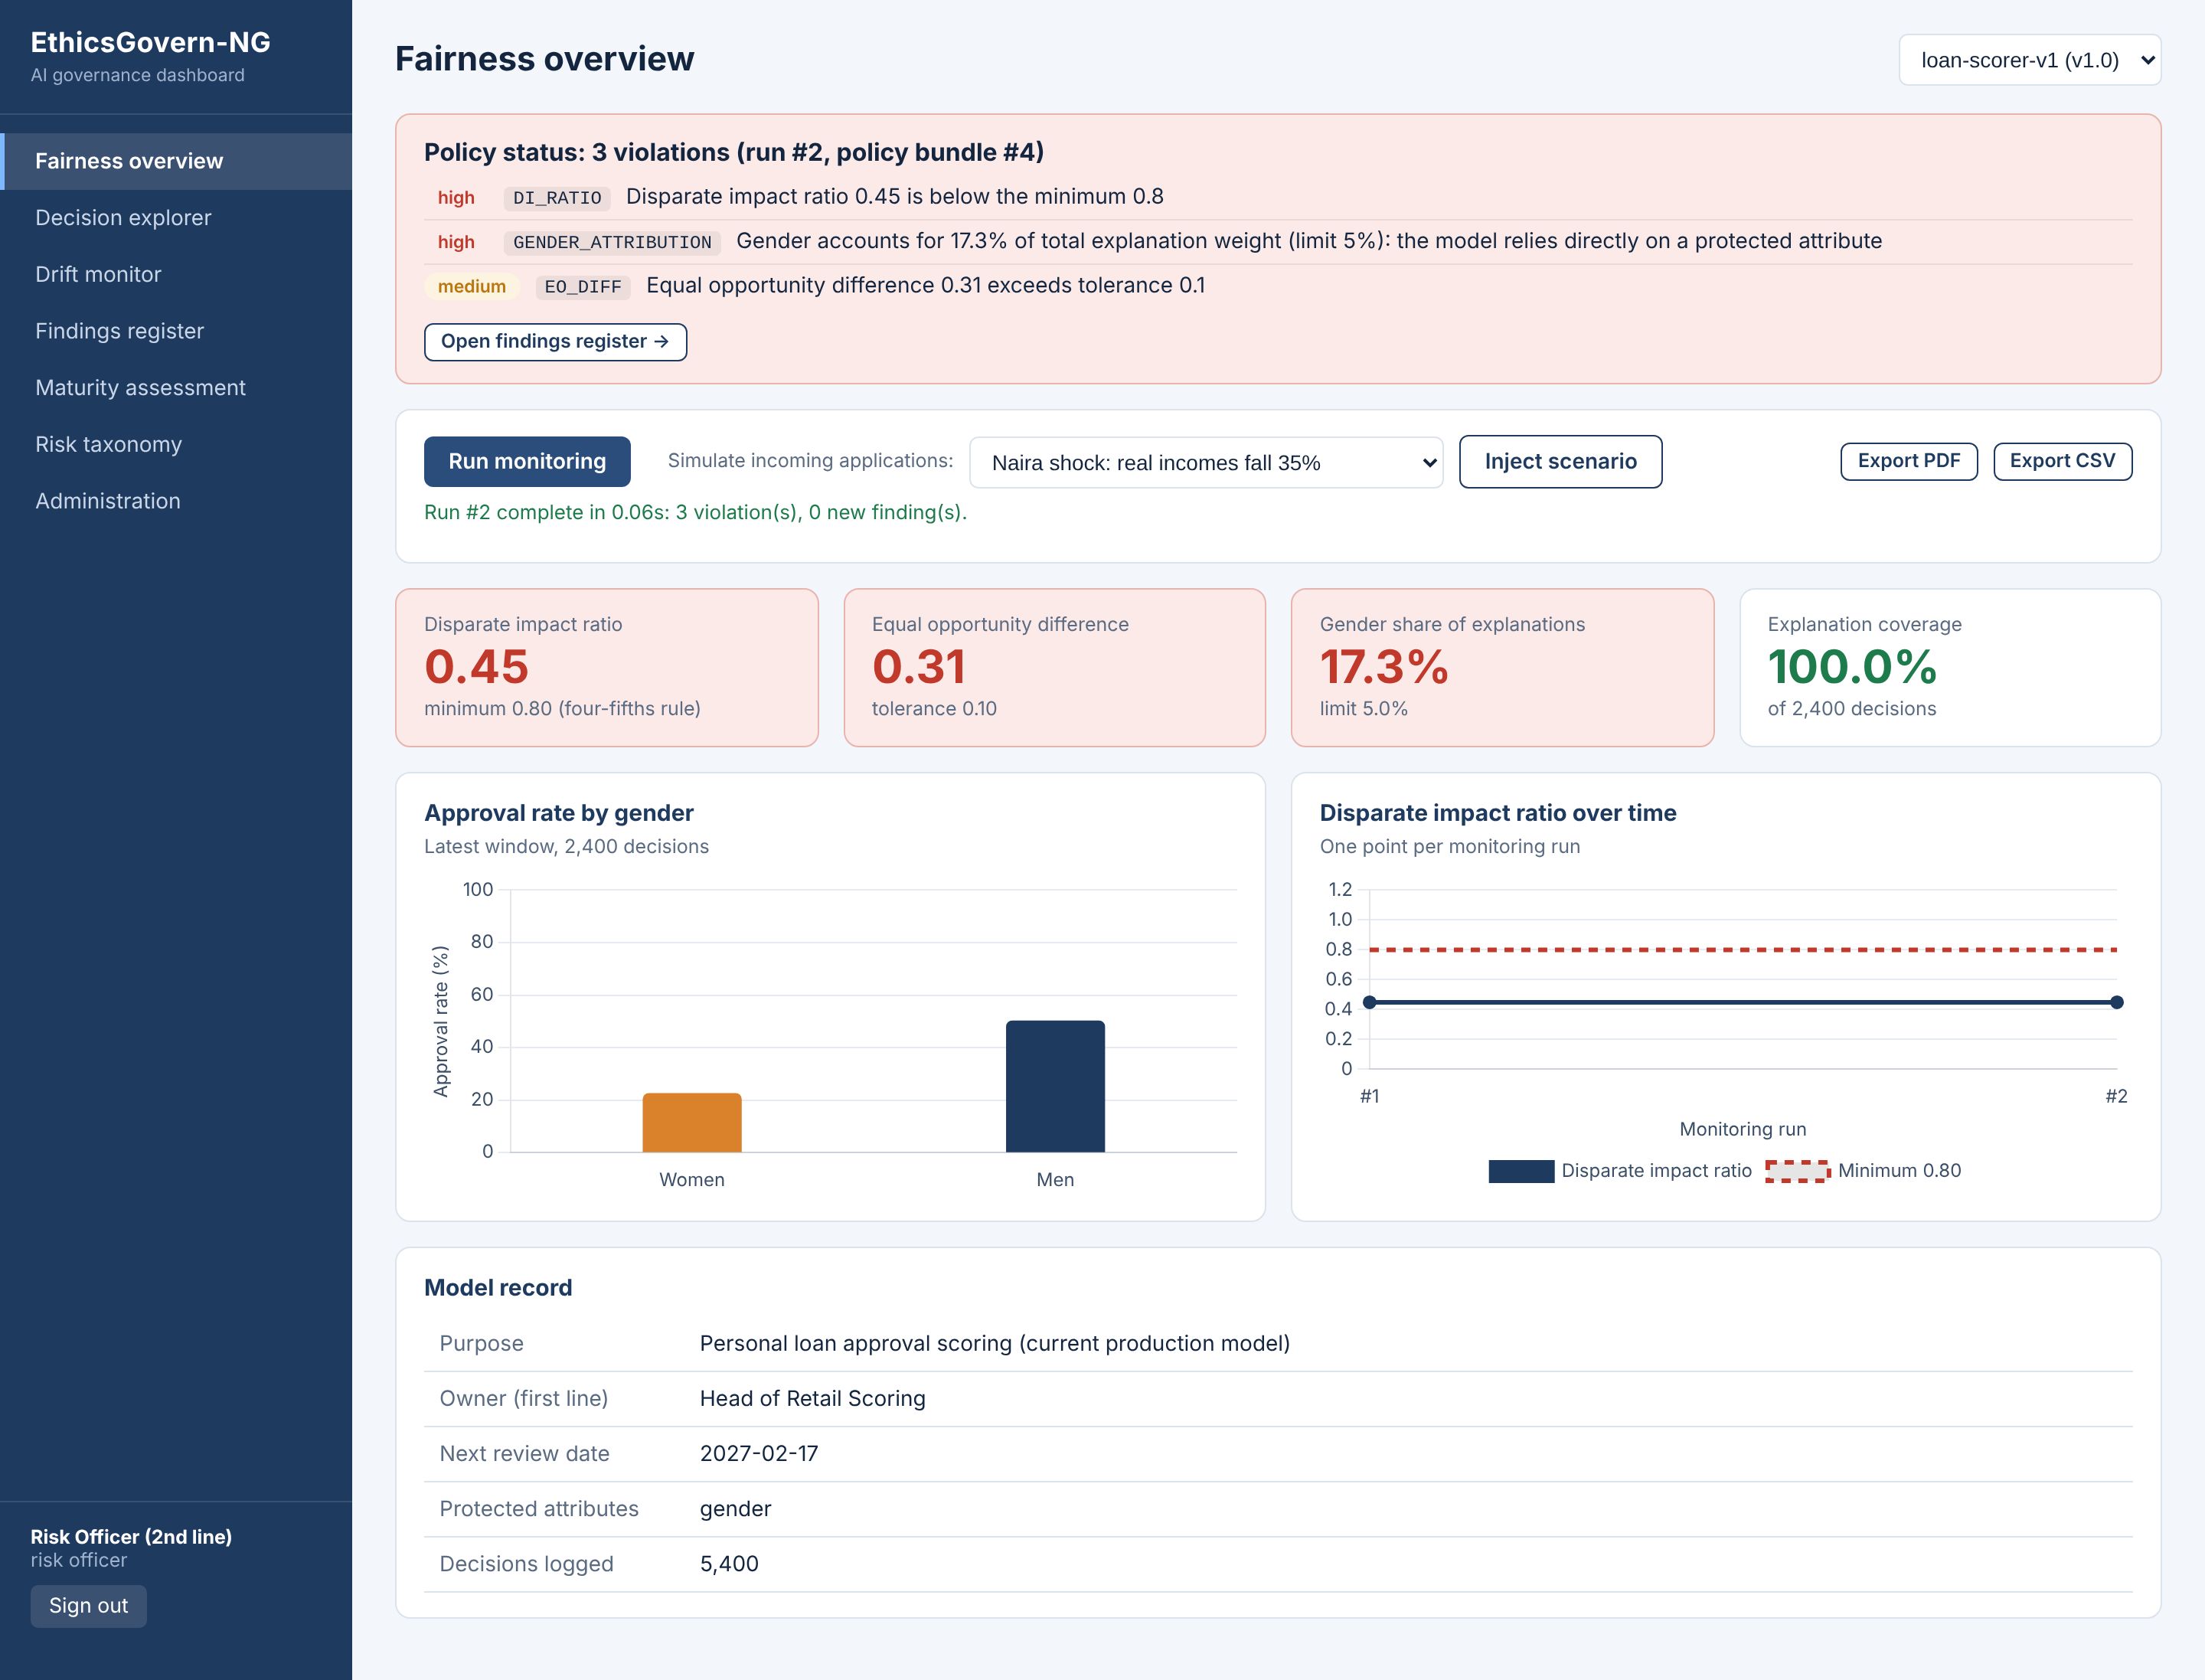 EthicsGovern-NG
AI governance dashboard
Fairness overview
Decision explorer
Drift monitor
Findings register
Maturity assessment
Risk taxonomy
Administration
Risk Officer (2nd line)
risk officer
Sign out
Fairness overview
loan-scorer-v1 (v1.0)
Policy status: 3 violations (run #2, policy bundle #4)
high DI_RATIO Disparate impact ratio 0.45 is below the minimum 0.8
high GENDER_ATTRIBUTION Gender accounts for 17.3% of total explanation weight (limit 5%): the model relies directly on a protected attribute
medium EO_DIFF Equal opportunity difference 0.31 exceeds tolerance 0.1
Open findings register →
Run monitoring Simulate incoming applications: Naira shock: real incomes fall 35% Inject scenario Export PDF Export CSV
Run #2 complete in 0.06s: 3 violation(s), 0 new finding(s).
Disparate impact ratio
0.45
minimum 0.80 (four-fifths rule)
Equal opportunity difference
0.31
tolerance 0.10
Gender share of explanations
17.3%
limit 5.0%
Explanation coverage
100.0%
of 2,400 decisions
Approval rate by gender
Latest window, 2,400 decisions
Approval rate (%)
100
80
60
40
20
0
Women Men
Disparate impact ratio over time
One point per monitoring run
1.2
1.0
0.8
0.6
0.4
0.2
0
#1 #2
Monitoring run
Disparate impact ratio Minimum 0.80
Model record
Purpose Personal loan approval scoring (current production model)
Owner (first line) Head of Retail Scoring
Next review date 2027-02-17
Protected attributes gender
Decisions logged 5,400